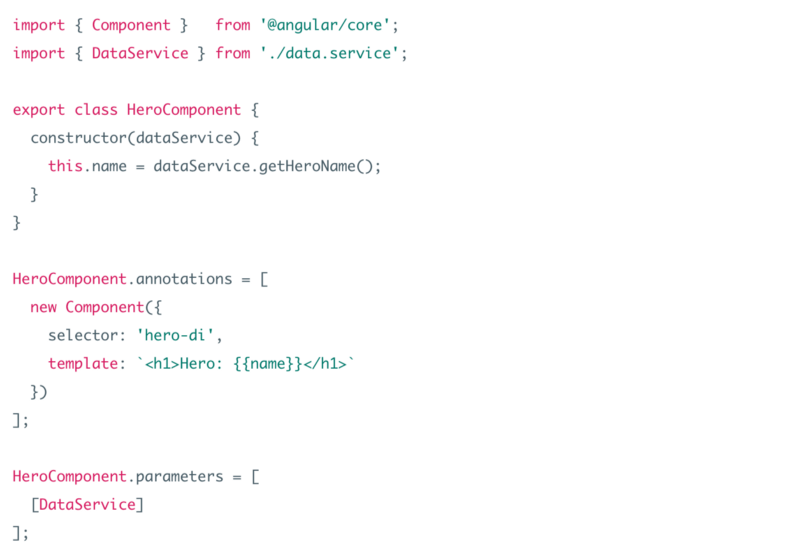 import { Component }   from '@angular/core';
import { DataService } from './data.service';

export class HeroComponent {
  constructor(dataService) {
    this.name = dataService.getHeroName();
  }
}

HeroComponent.annotations = [
  new Component({
    selector: 'hero-di',
    template: `<h1>Hero: {{name}}</h1>`
  })
];

HeroComponent.parameters = [
  [DataService]
];